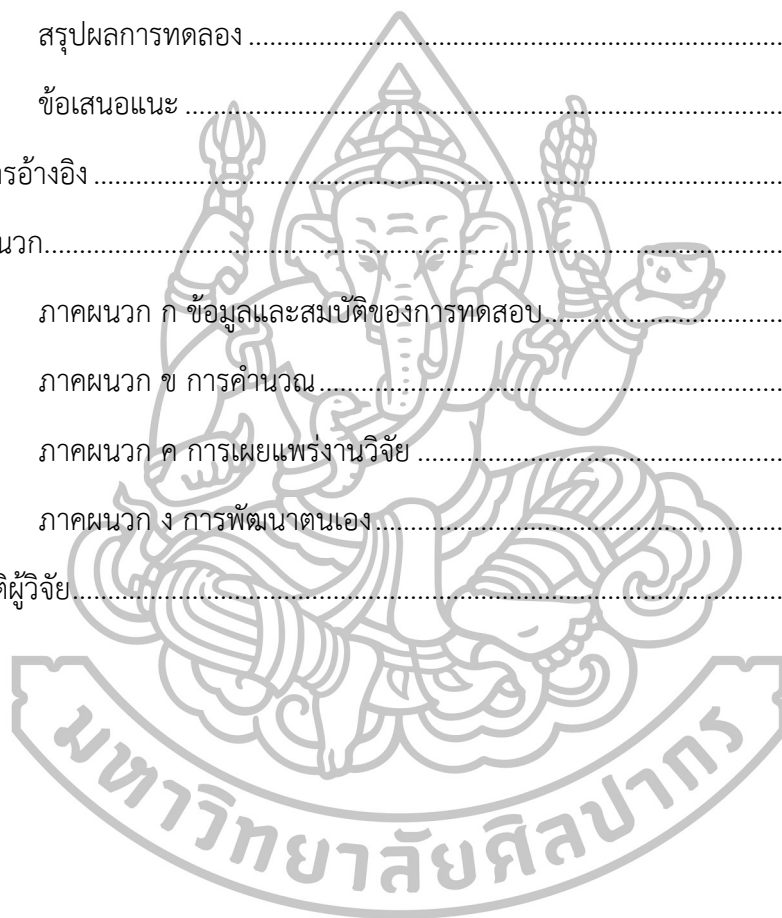 สรุปผลการทดลอง
ข้อเสนอแนะ
รอ้างอิง
นวก
ภาคผนวก ก ข้อมูลและสมบัติของการทดสอบ
ภาคผนวก ข การคำนวณ
ภาคผนวก ค การเผยแพร่งานวิจัย
ภาคผนวก ง การพัฒนาตนเอง
ติผู้วิจัย
มหาวิทยาลัยศิลปากร